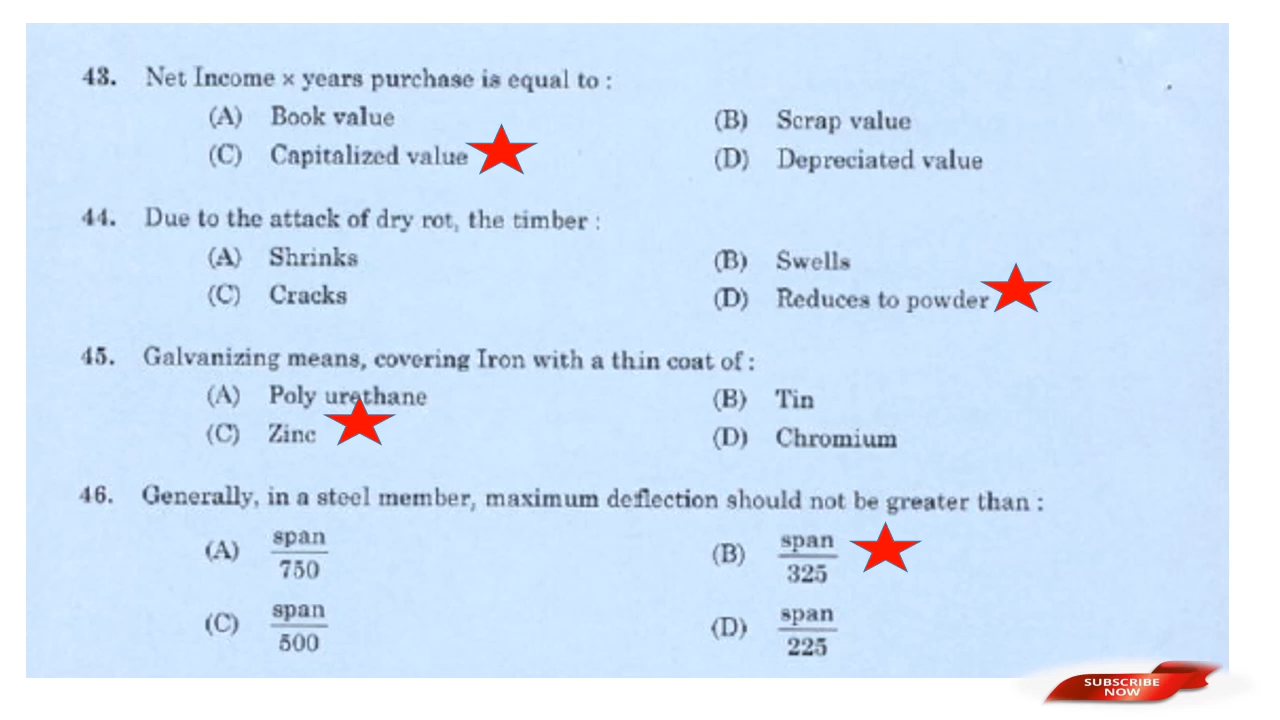 43. Net Income × years purchase is equal to :
(A) Book value (B) Scrap value
(C) Capitalized value (D) Depreciated value
44. Due to the attack of dry rot, the timber :
(A) Shrinks (B) Swells
(C) Cracks (D) Reduces to powder
45. Galvanizing means, covering Iron with a thin coat of :
(A) Poly urethane (B) Tin
(C) Zinc (D) Chromium
46. Generally, in a steel member, maximum deflection should not be greater than :
(A) span/750 (B) span/325
(C) span/500 (D) span/225
SUBSCRIBE
NOW